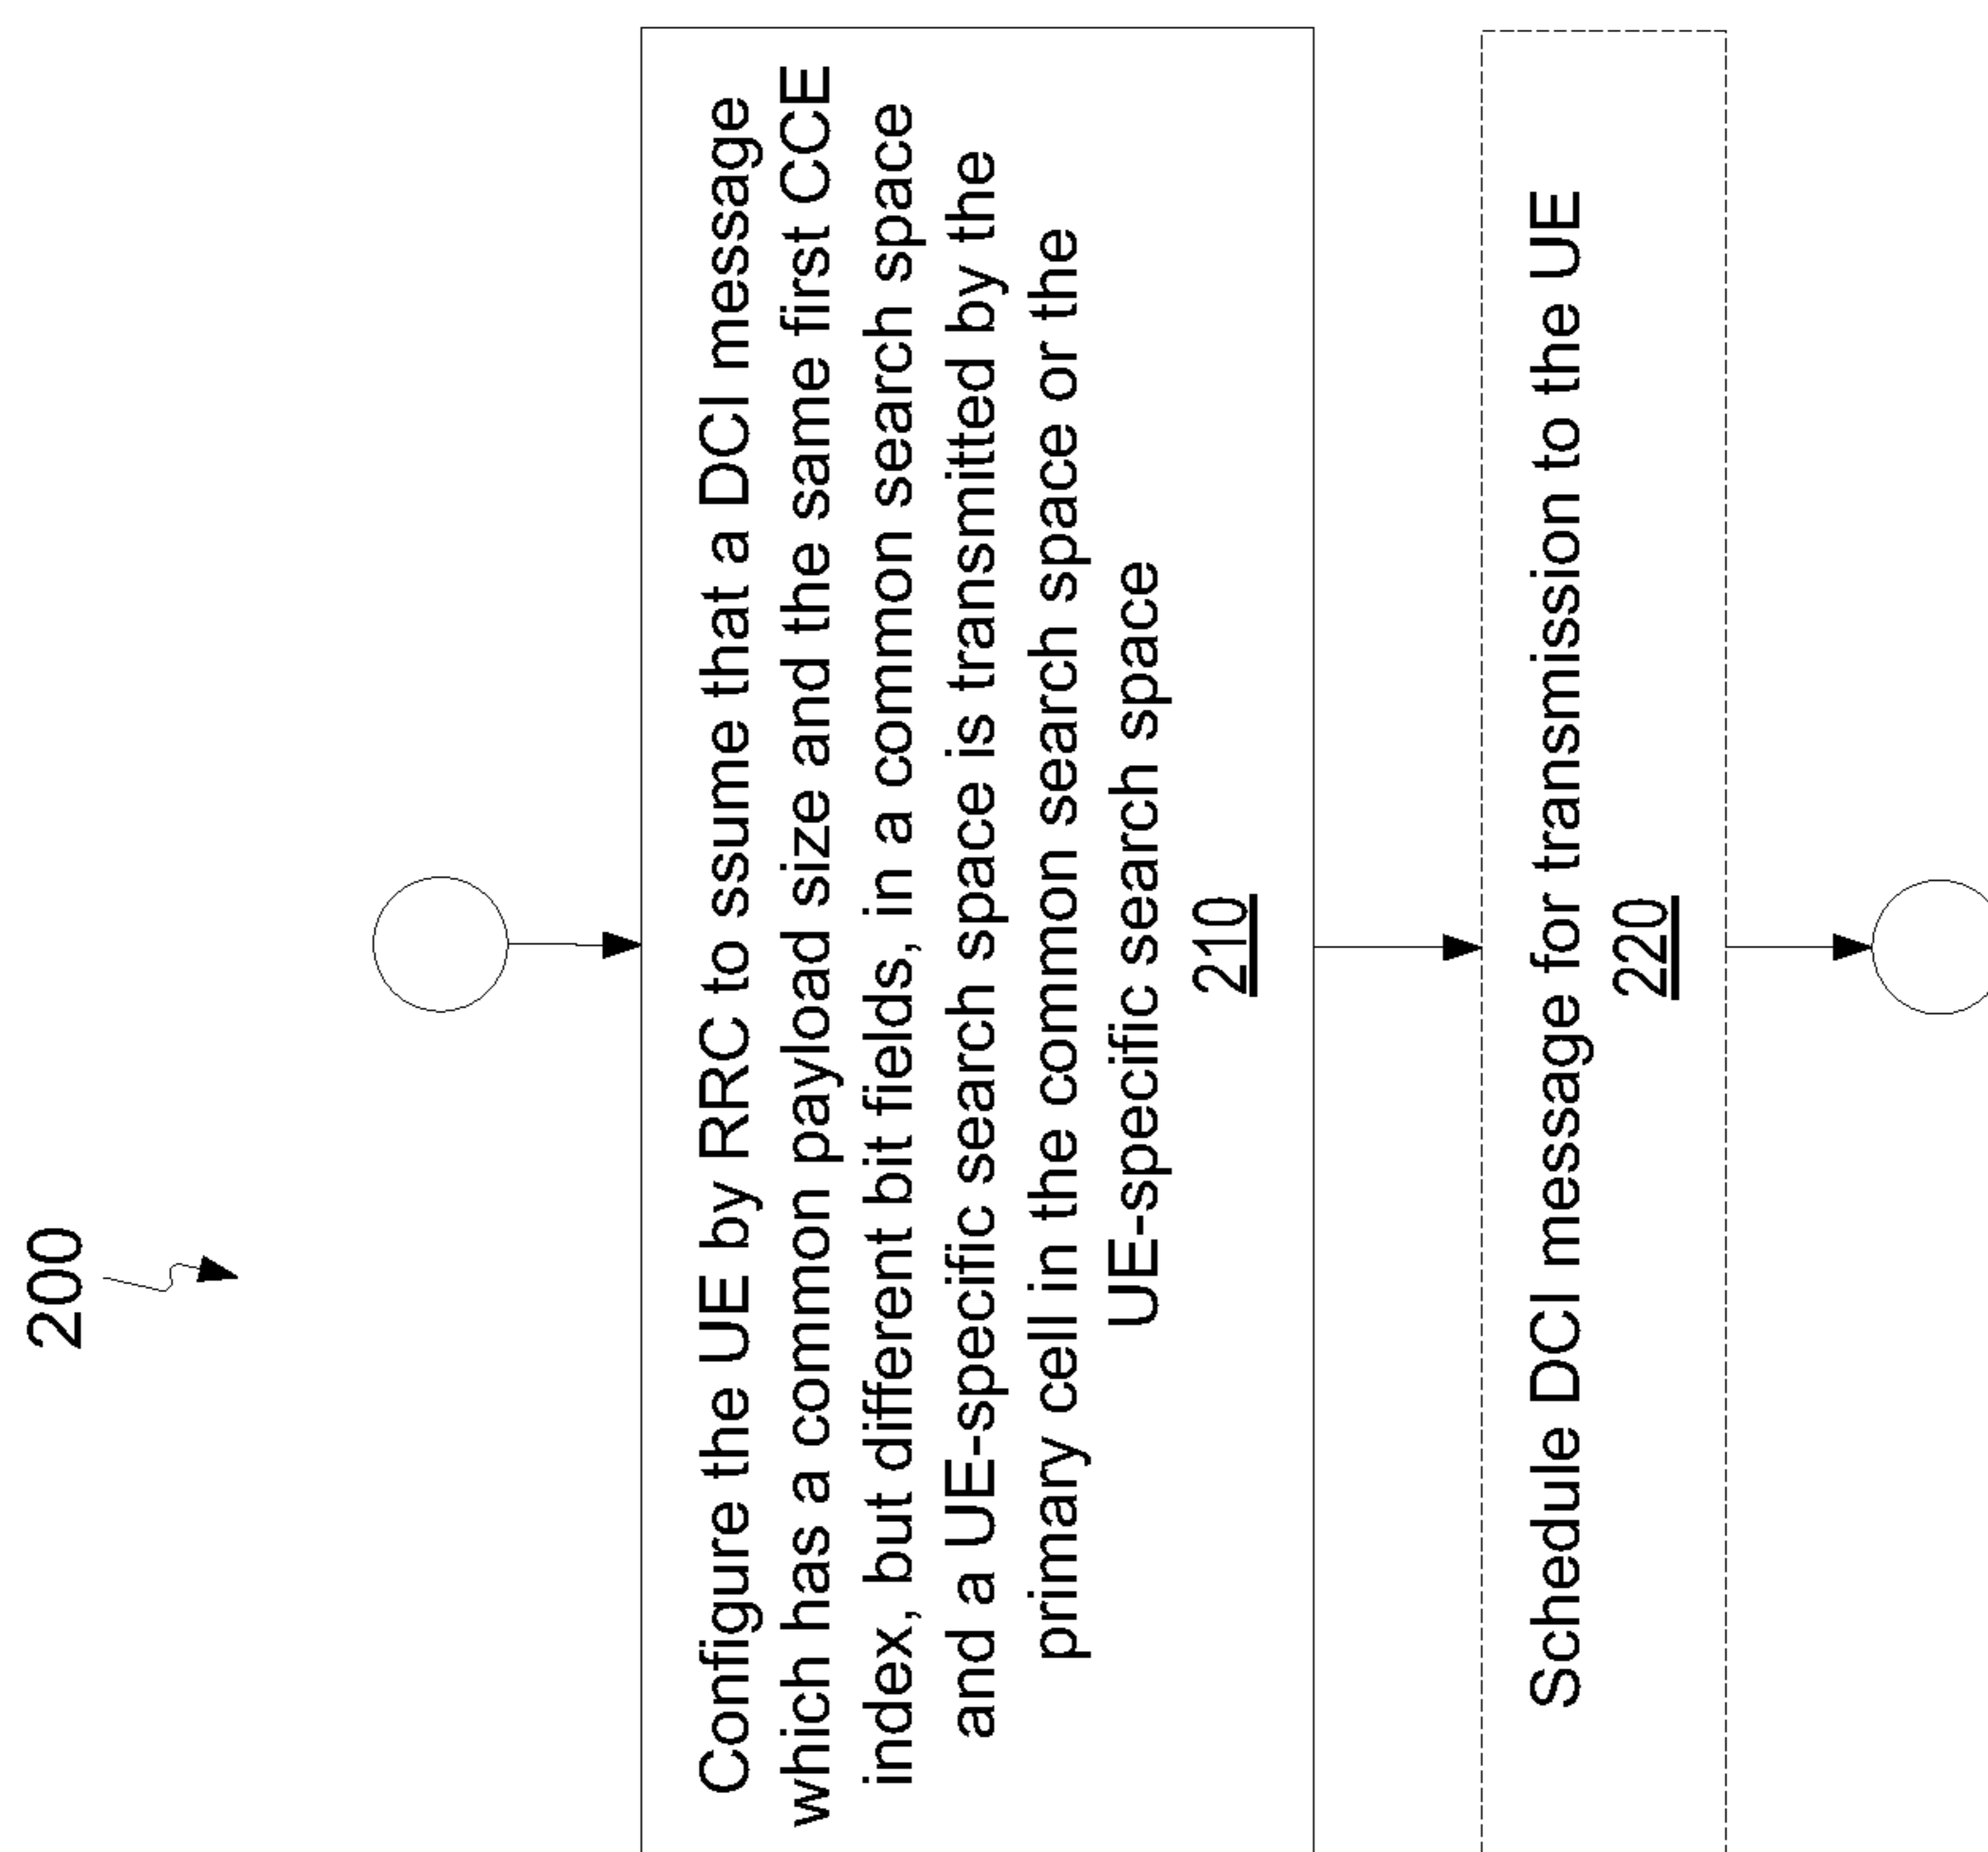 200
Configure the UE by RRC to ssume that a DCI message
which has a common payload size and the same first CCE
index, but different bit fields, in a common search space
and a UE-specific search space is transmitted by the
primary cell in the common search space or the
UE-specific search space
210
Schedule DCI message for transmission to the UE
220